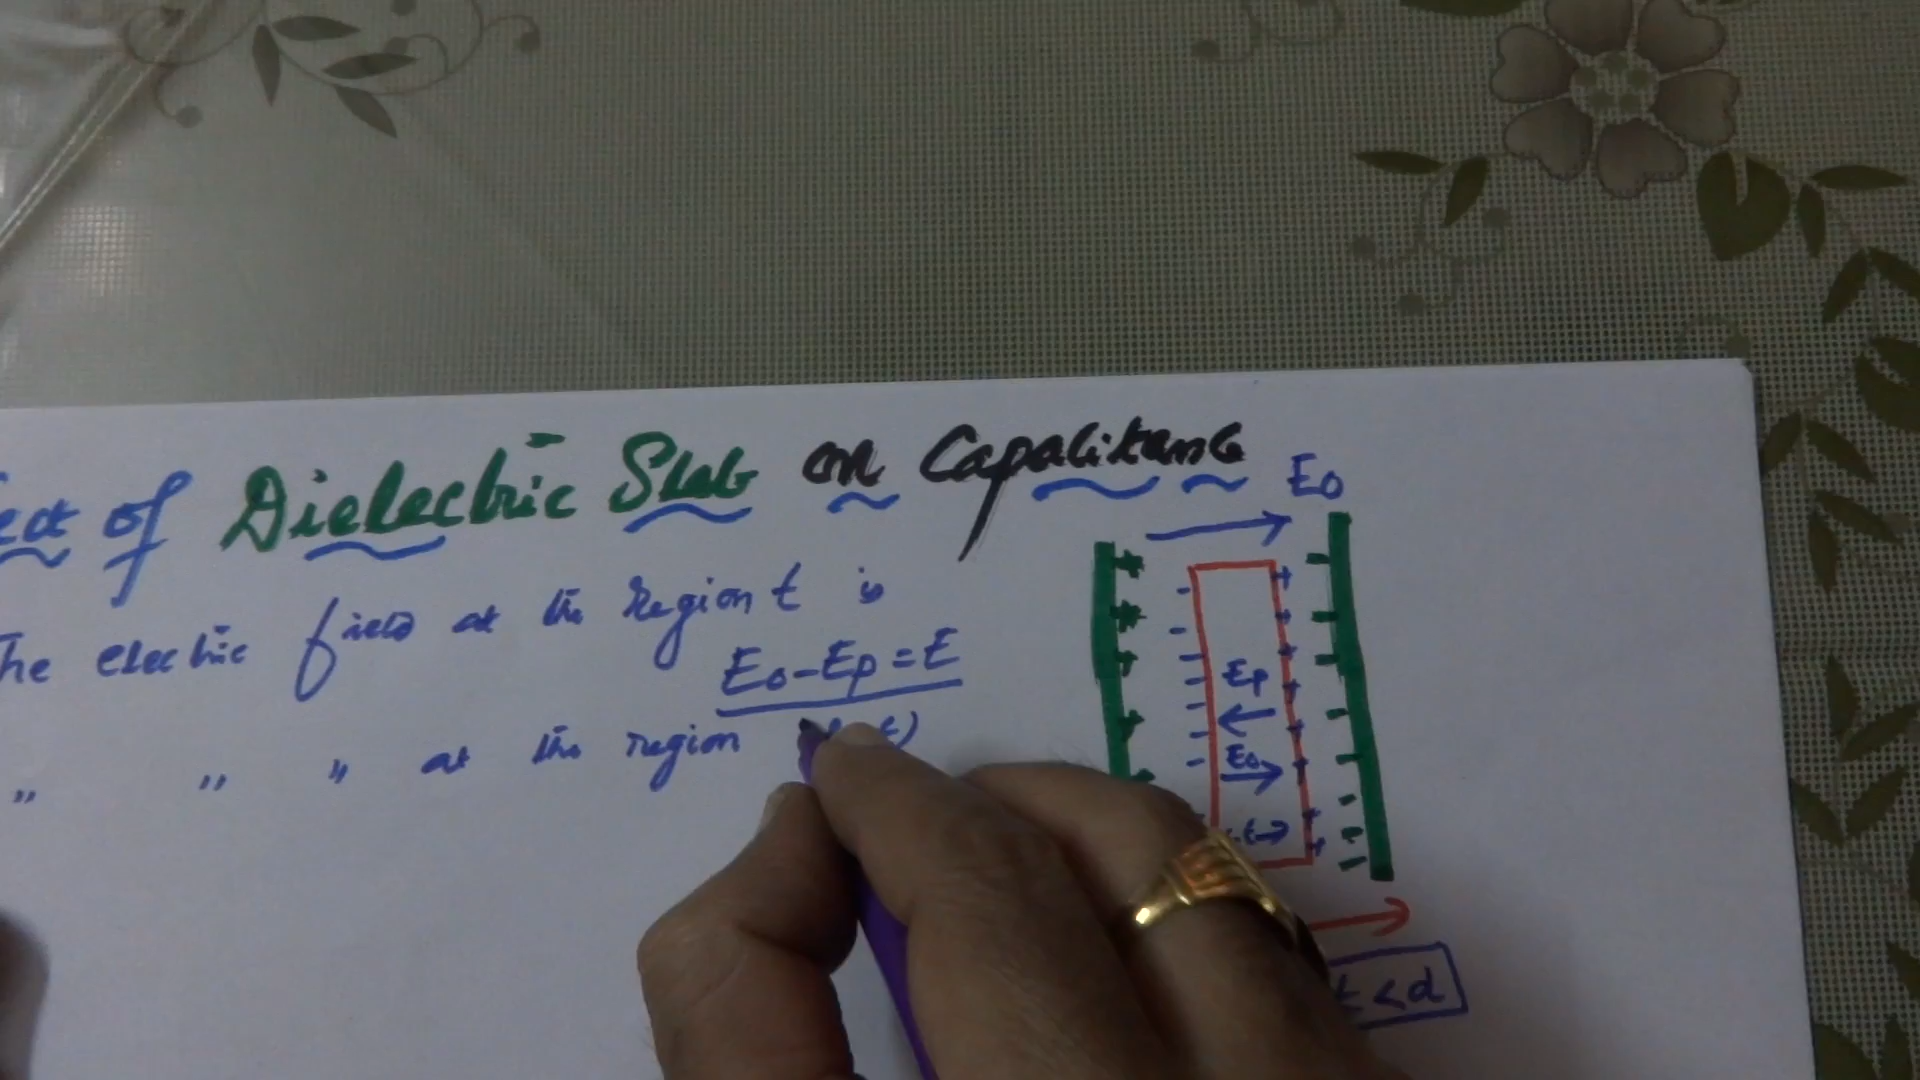 ect of Dielectric Slab on Capacitance
The electric field at the region t is
E0-Ep=E
,, ,, ,, at the region t)
E0
Ep
E0
t
t<d